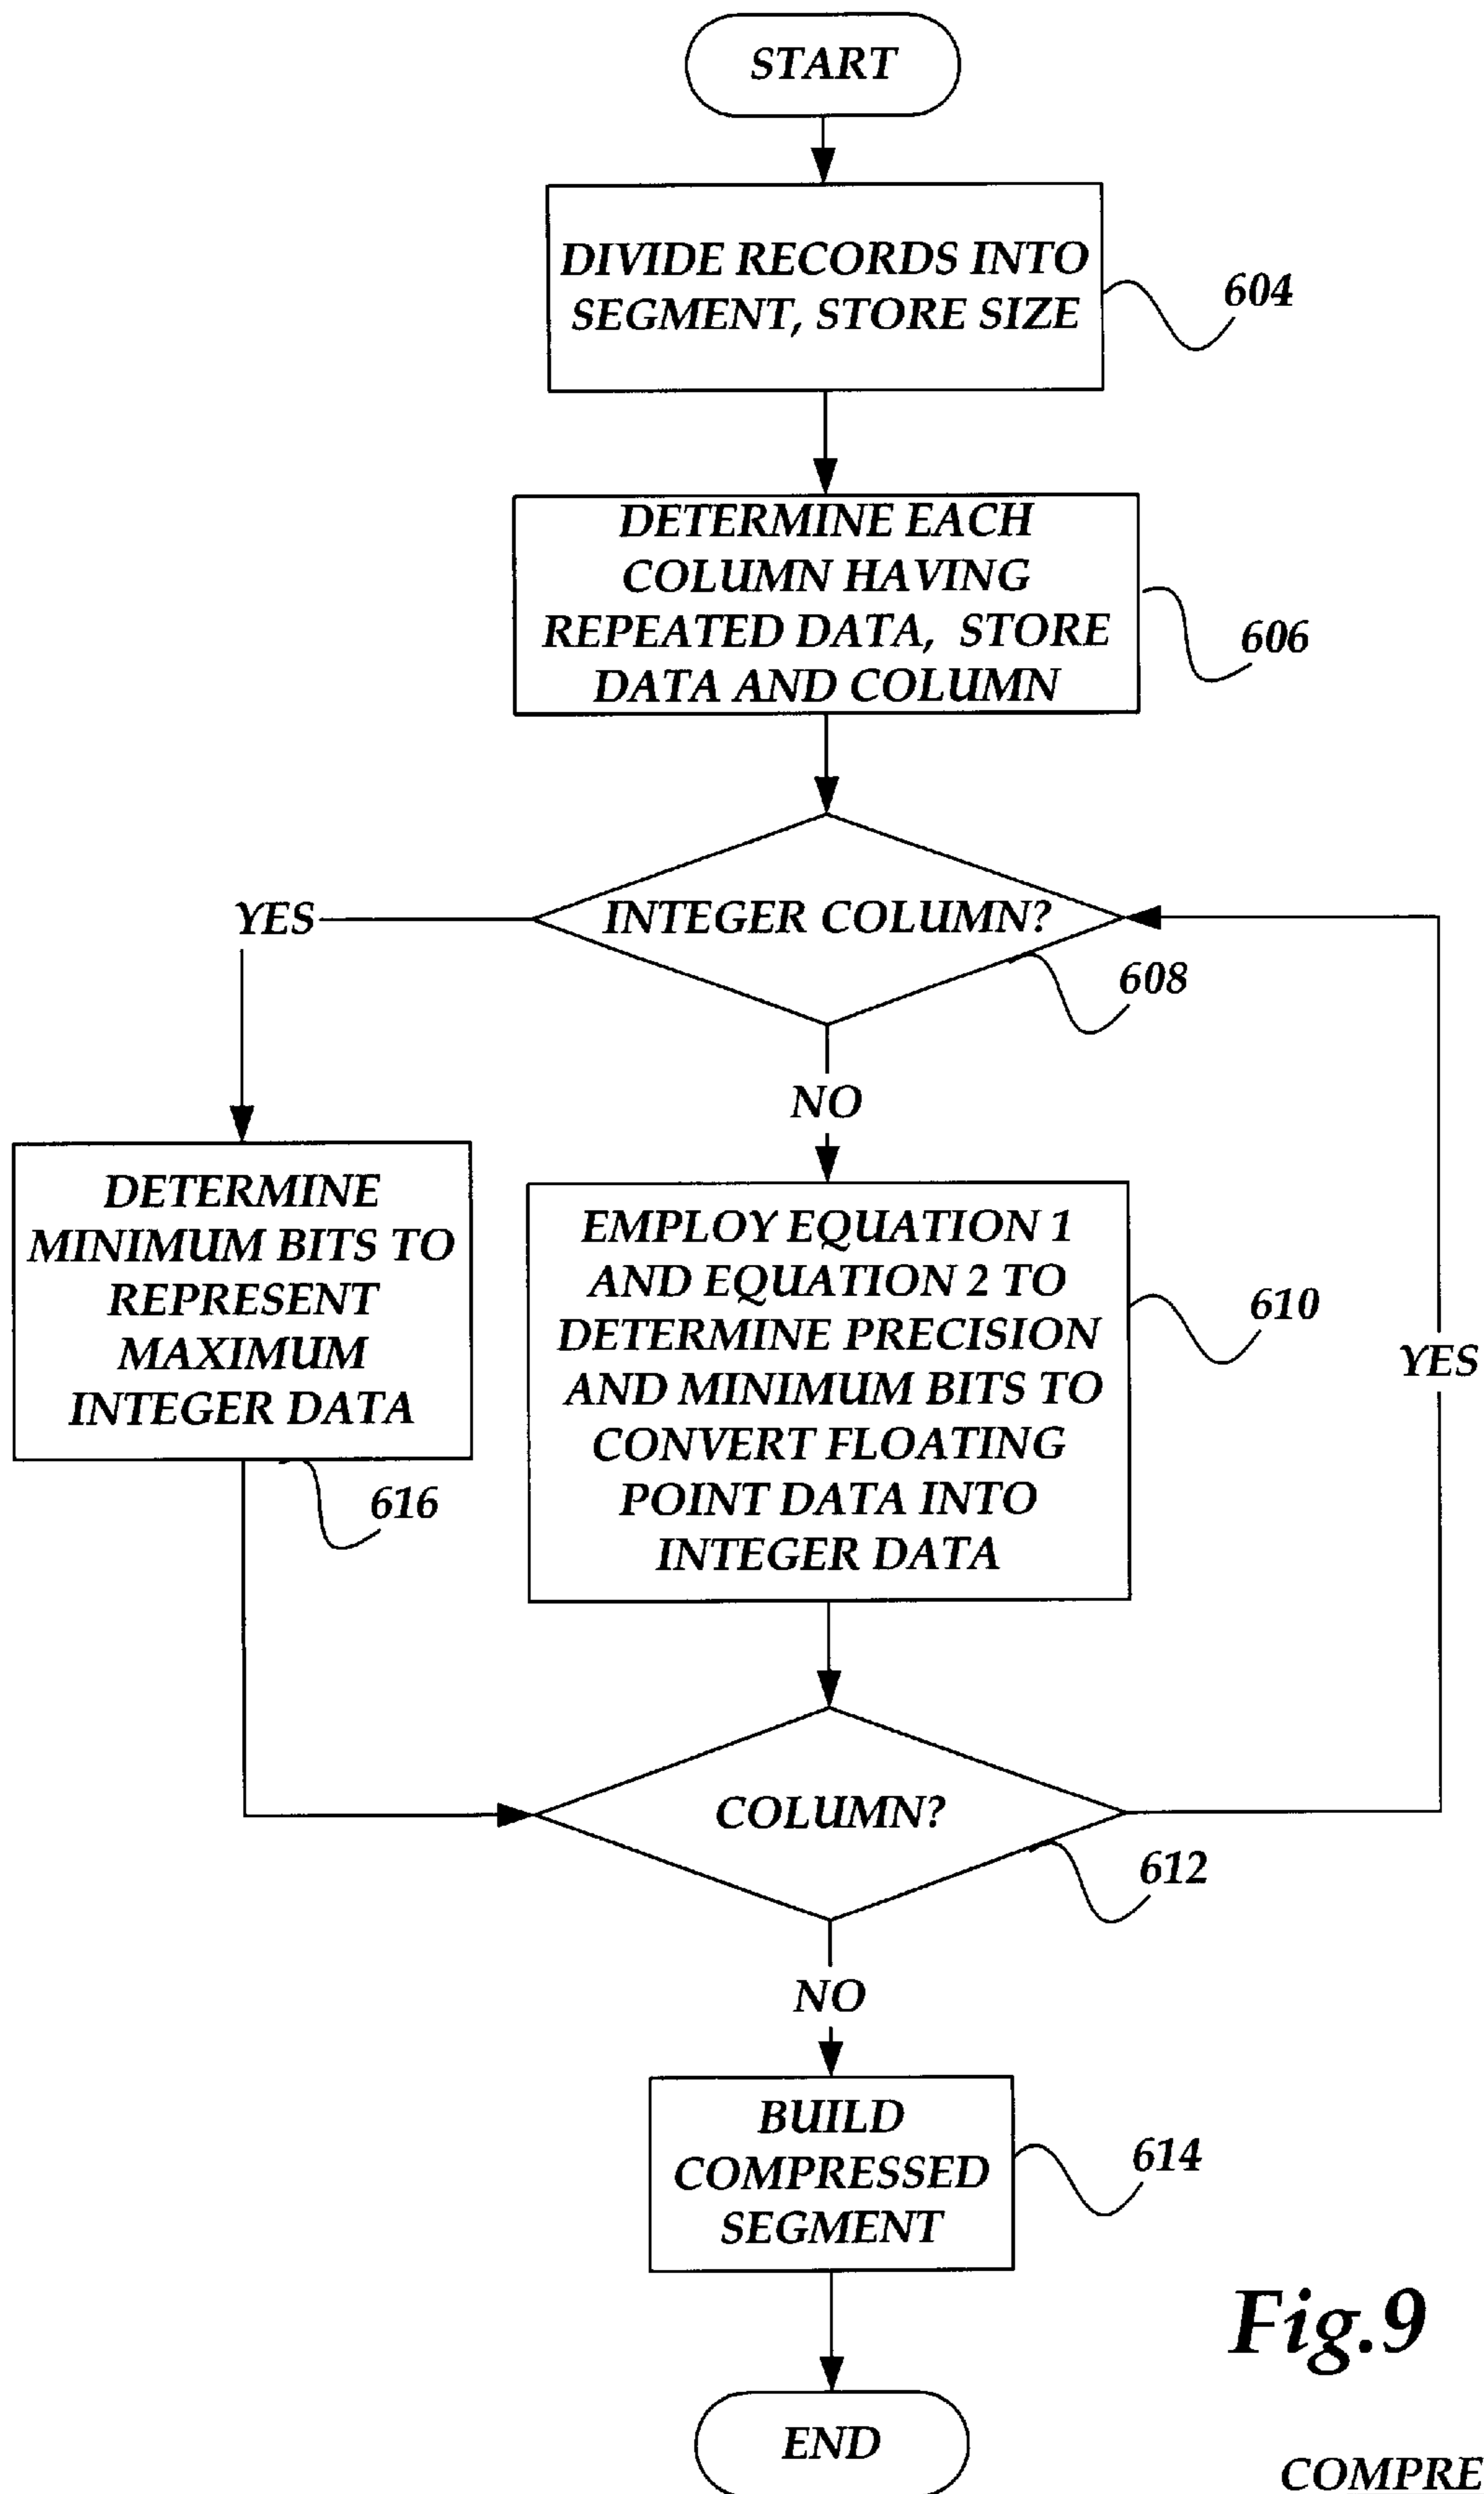 START
DIVIDE RECORDS INTO
SEGMENT, STORE SIZE
604
DETERMINE EACH
COLUMN HAVING
REPEATED DATA, STORE
DATA AND COLUMN
606
YES
INTEGER COLUMN?
608
NO
DETERMINE
MINIMUM BITS TO
REPRESENT
MAXIMUM
INTEGER DATA
616
EMPLOY EQUATION 1
AND EQUATION 2 TO
DETERMINE PRECISION
AND MINIMUM BITS TO
CONVERT FLOATING
POINT DATA INTO
INTEGER DATA
610
YES
COLUMN?
612
NO
BUILD
COMPRESSED
SEGMENT
614
Fig.9
END
COMPRE